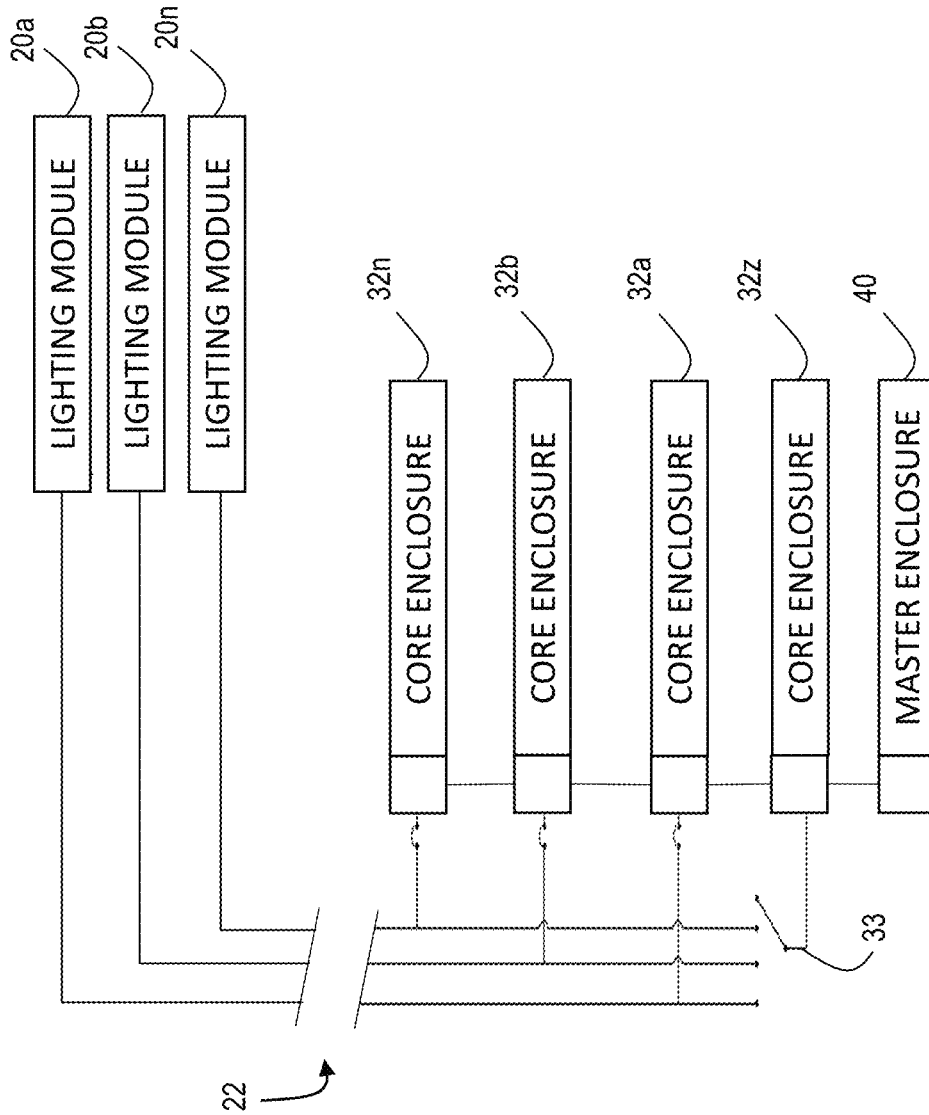 20a
20b
20n
LIGHTING MODULE
LIGHTING MODULE
LIGHTING MODULE
32n
32b
32a
32z
40
CORE ENCLOSURE
CORE ENCLOSURE
CORE ENCLOSURE
CORE ENCLOSURE
MASTER ENCLOSURE
33
22